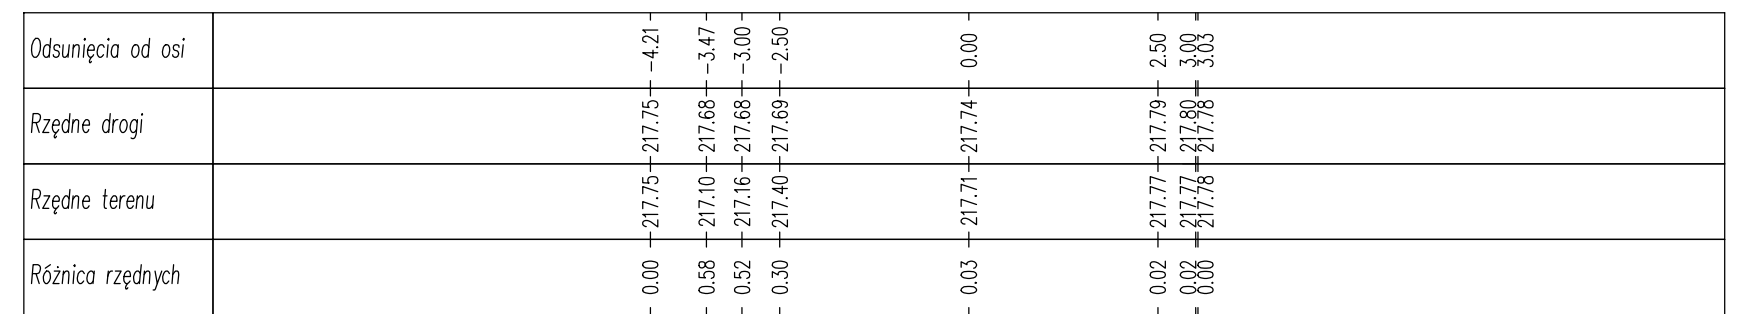 Odsunięcia od osi -4.21 -3.47 -3.00 -2.50 0.00 2.50 3.00 3.03
Rzędne drogi 217.75 217.68 217.68 217.69 217.74 217.79 217.80 217.78
Rzędne terenu 217.75 217.10 217.16 217.40 217.71 217.77 217.77 217.78
Różnica rzędnych 0.00 0.58 0.52 0.30 0.03 0.02 0.02 0.00